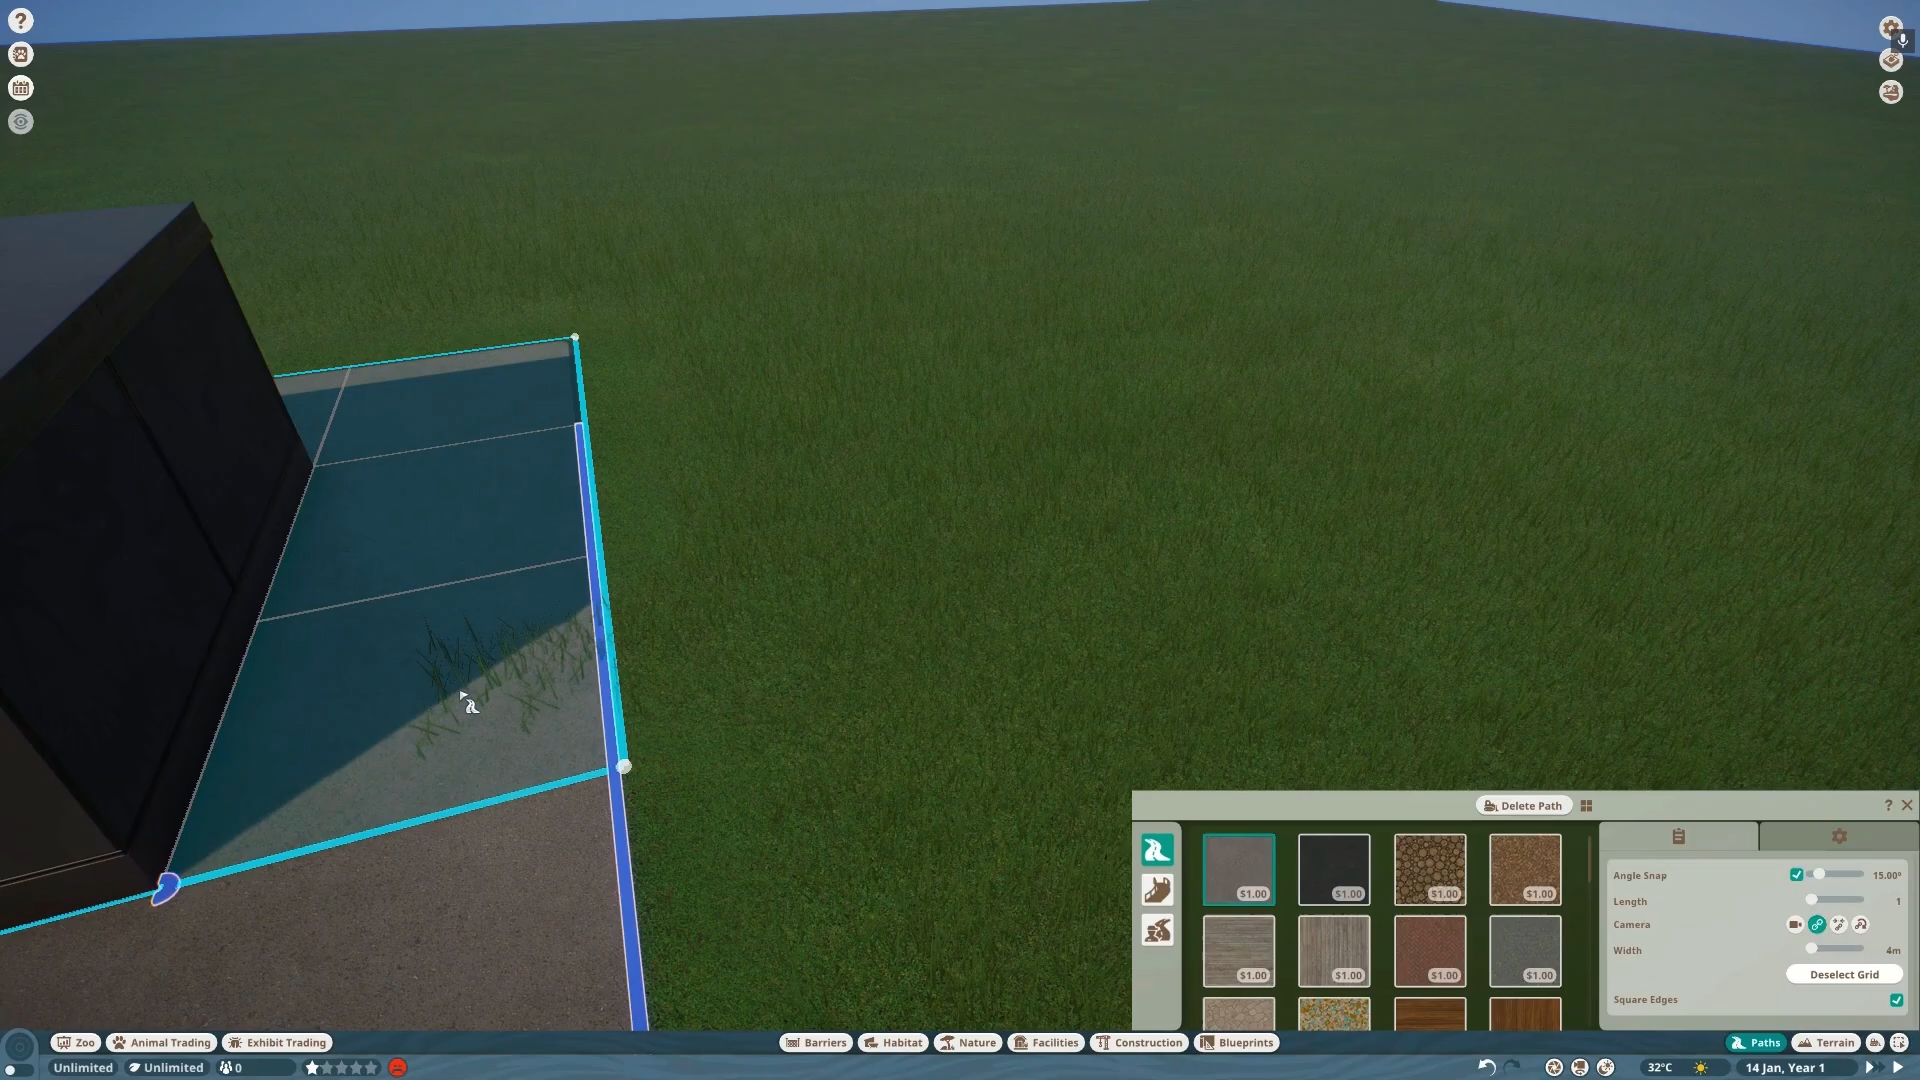 ?
Delete Path
?
$1.00 $1.00 $1.00 $1.00
$1.00 $1.00 $1.00 $1.00
Angle Snap 15.00°
Length 1
Camera
Width 4m
Deselect Grid
Square Edges
Zoo Animal Trading Exhibit Trading Barriers Habitat Nature Facilities Construction Blueprints Paths Terrain
Unlimited Unlimited 0 32°C 14 Jan, Year 1